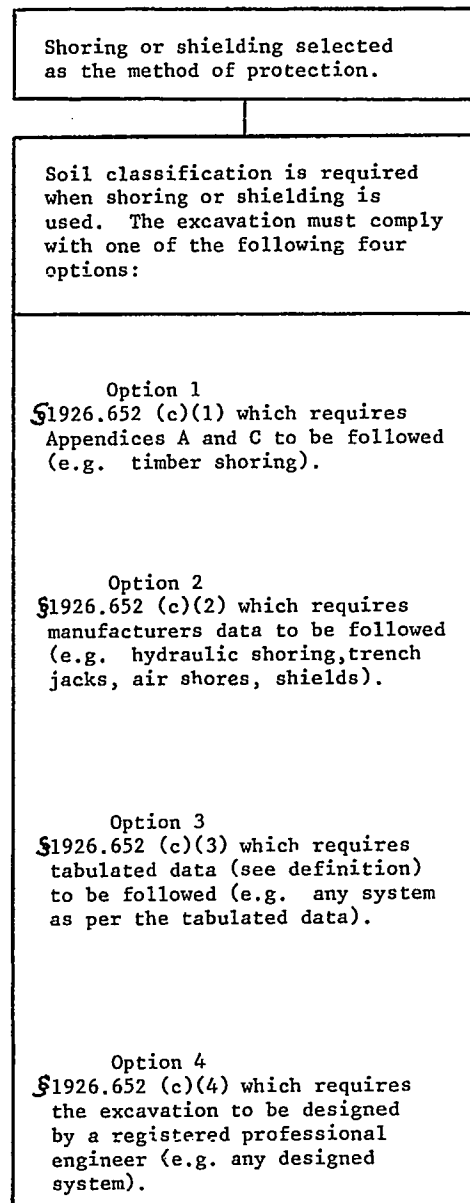 Shoring or shielding selected
as the method of protection.
Soil classification is required
when shoring or shielding is
used. The excavation must comply
with one of the following four
options:
Option 1
§1926.652 (c)(1) which requires
Appendices A and C to be followed
(e.g. timber shoring).
Option 2
§1926.652 (c)(2) which requires
manufacturers data to be followed
(e.g. hydraulic shoring,trench
jacks, air shores, shields).
Option 3
§1926.652 (c)(3) which requires
tabulated data (see definition)
to be followed (e.g. any system
as per the tabulated data).
Option 4
§1926.652 (c)(4) which requires
the excavation to be designed
by a registered professional
engineer (e.g. any designed
system).